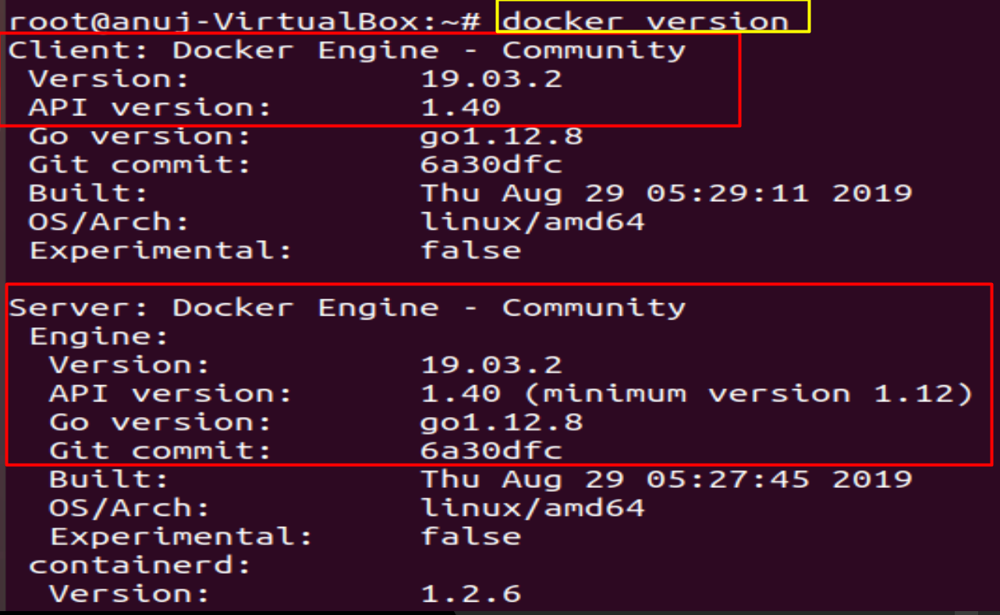 root@anuj-VirtualBox:~# docker version
Client: Docker Engine - Community
 Version:           19.03.2
 API version:       1.40
 Go version:        go1.12.8
 Git commit:        6a30dfc
 Built:             Thu Aug 29 05:29:11 2019
 OS/Arch:           linux/amd64
 Experimental:      false

Server: Docker Engine - Community
 Engine:
  Version:          19.03.2
  API version:      1.40 (minimum version 1.12)
  Go version:       go1.12.8
  Git commit:       6a30dfc
  Built:            Thu Aug 29 05:27:45 2019
  OS/Arch:          linux/amd64
  Experimental:     false
 containerd:
  Version:          1.2.6